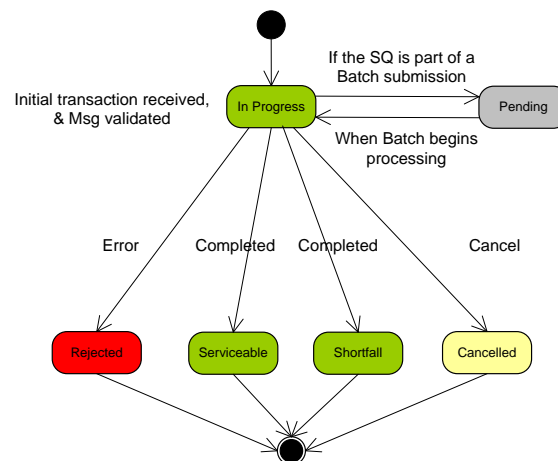 If the SQ is part of a
Batch submission
Initial transaction received,
& Msg validated
In Progress
Pending
When Batch begins
processing
Error
Completed
Completed
Cancel
Rejected
Serviceable
Shortfall
Cancelled